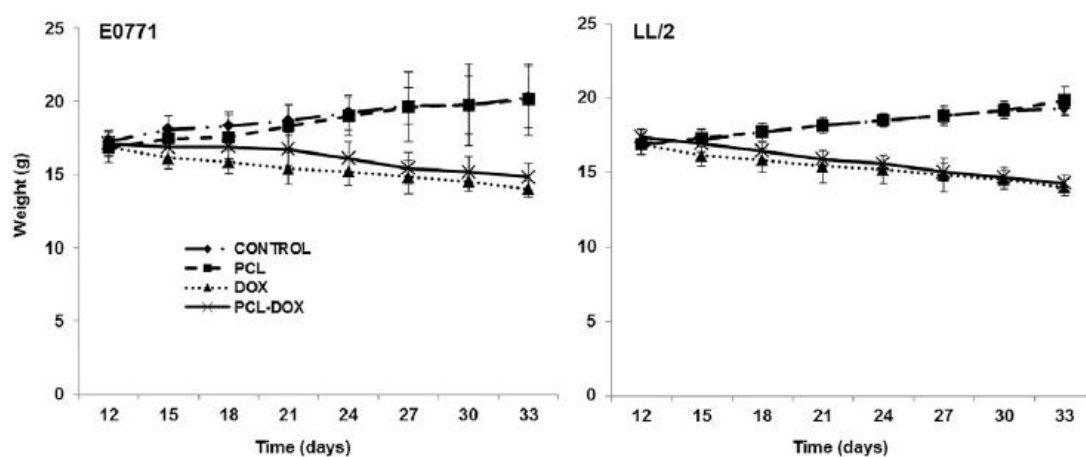 E0771
25
20
15
10
5
0
Weight (g)
CONTROL
PCL
DOX
PCL-DOX
12 15 18 21 24 27 30 33
Time (days)
LL/2
25
20
15
10
5
0
12 15 18 21 24 27 30 33
Time (days)